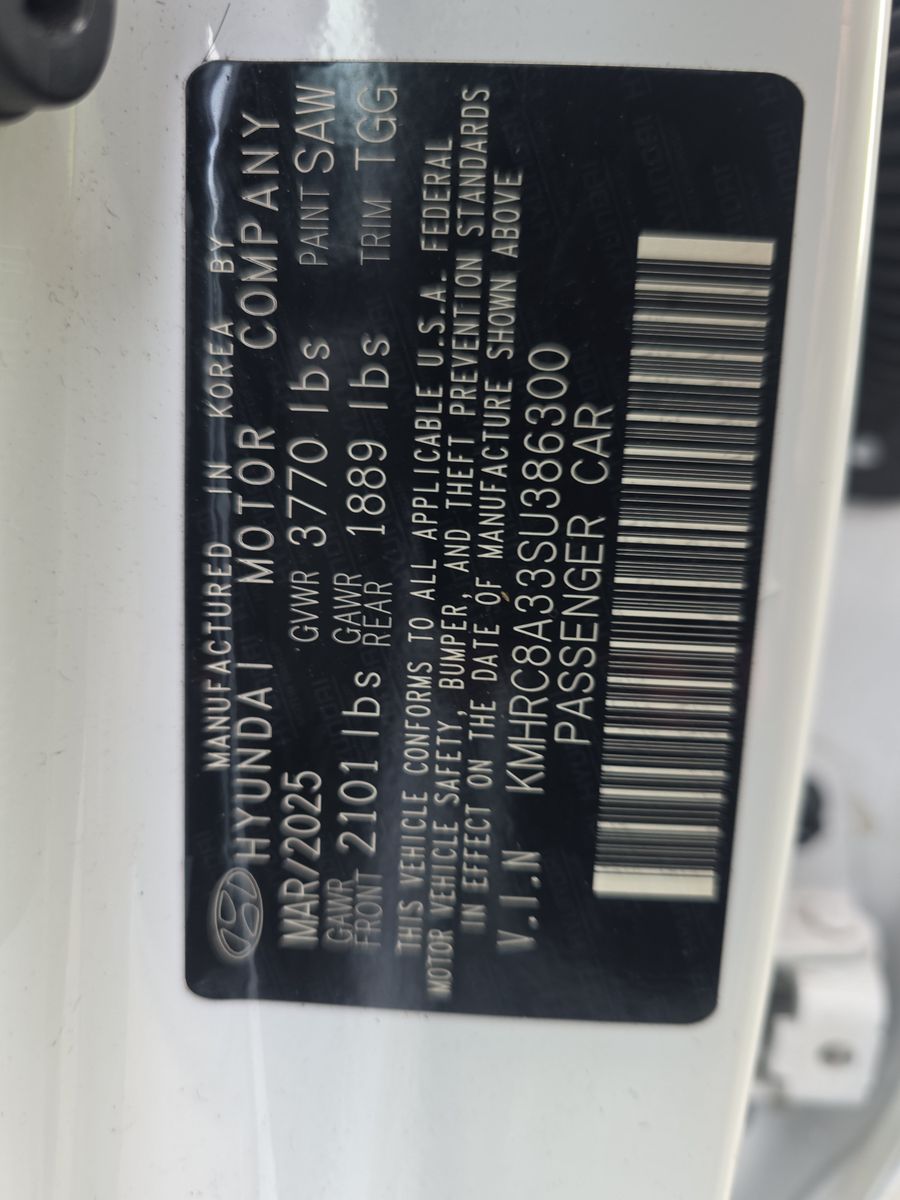 MANUFACTURED IN KOREA BY
HYUNDAI MOTOR COMPANY
MAR/2025 GVWR 3770 lbs PAINT SAW
GAWR FRONT 2101 lbs GAWR REAR 1889 lbs TRIM TGG
THIS VEHICLE CONFORMS TO ALL APPLICABLE U.S.A. FEDERAL
MOTOR VEHICLE SAFETY, BUMPER, AND THEFT PREVENTION STANDARDS
IN EFFECT ON THE DATE OF MANUFACTURE SHOWN ABOVE
V.I.N KMHRC8A33SU386300
PASSENGER CAR